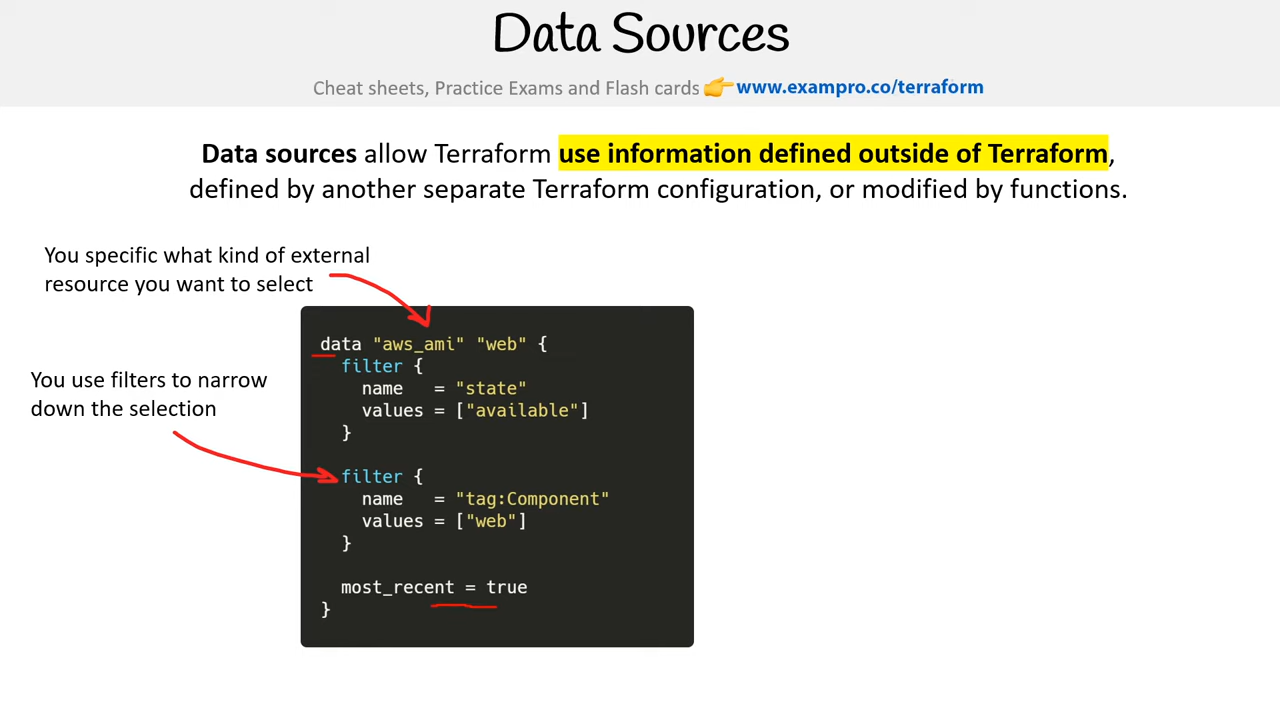 Data Sources
Cheat sheets, Practice Exams and Flash cards 👉 www.exampro.co/terraform
Data sources allow Terraform use information defined outside of Terraform,
defined by another separate Terraform configuration, or modified by functions.
You specific what kind of external
resource you want to select
data "aws_ami" "web" {
  filter {
    name   = "state"
    values = ["available"]
  }
You use filters to narrow
down the selection
  filter {
    name   = "tag:Component"
    values = ["web"]
  }
  most_recent = true
}